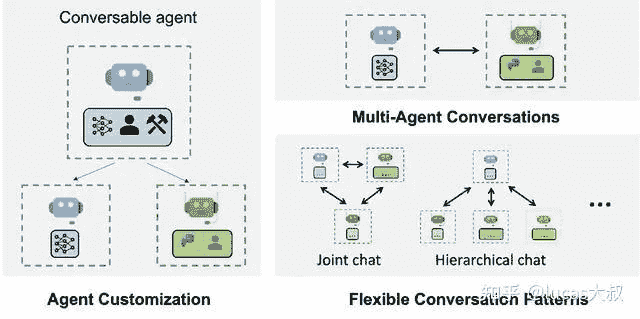 Conversable agent
Agent Customization
Multi-Agent Conversations
Joint chat
Hierarchical chat
...
Flexible Conversation Patterns
知乎 @lucas大叔